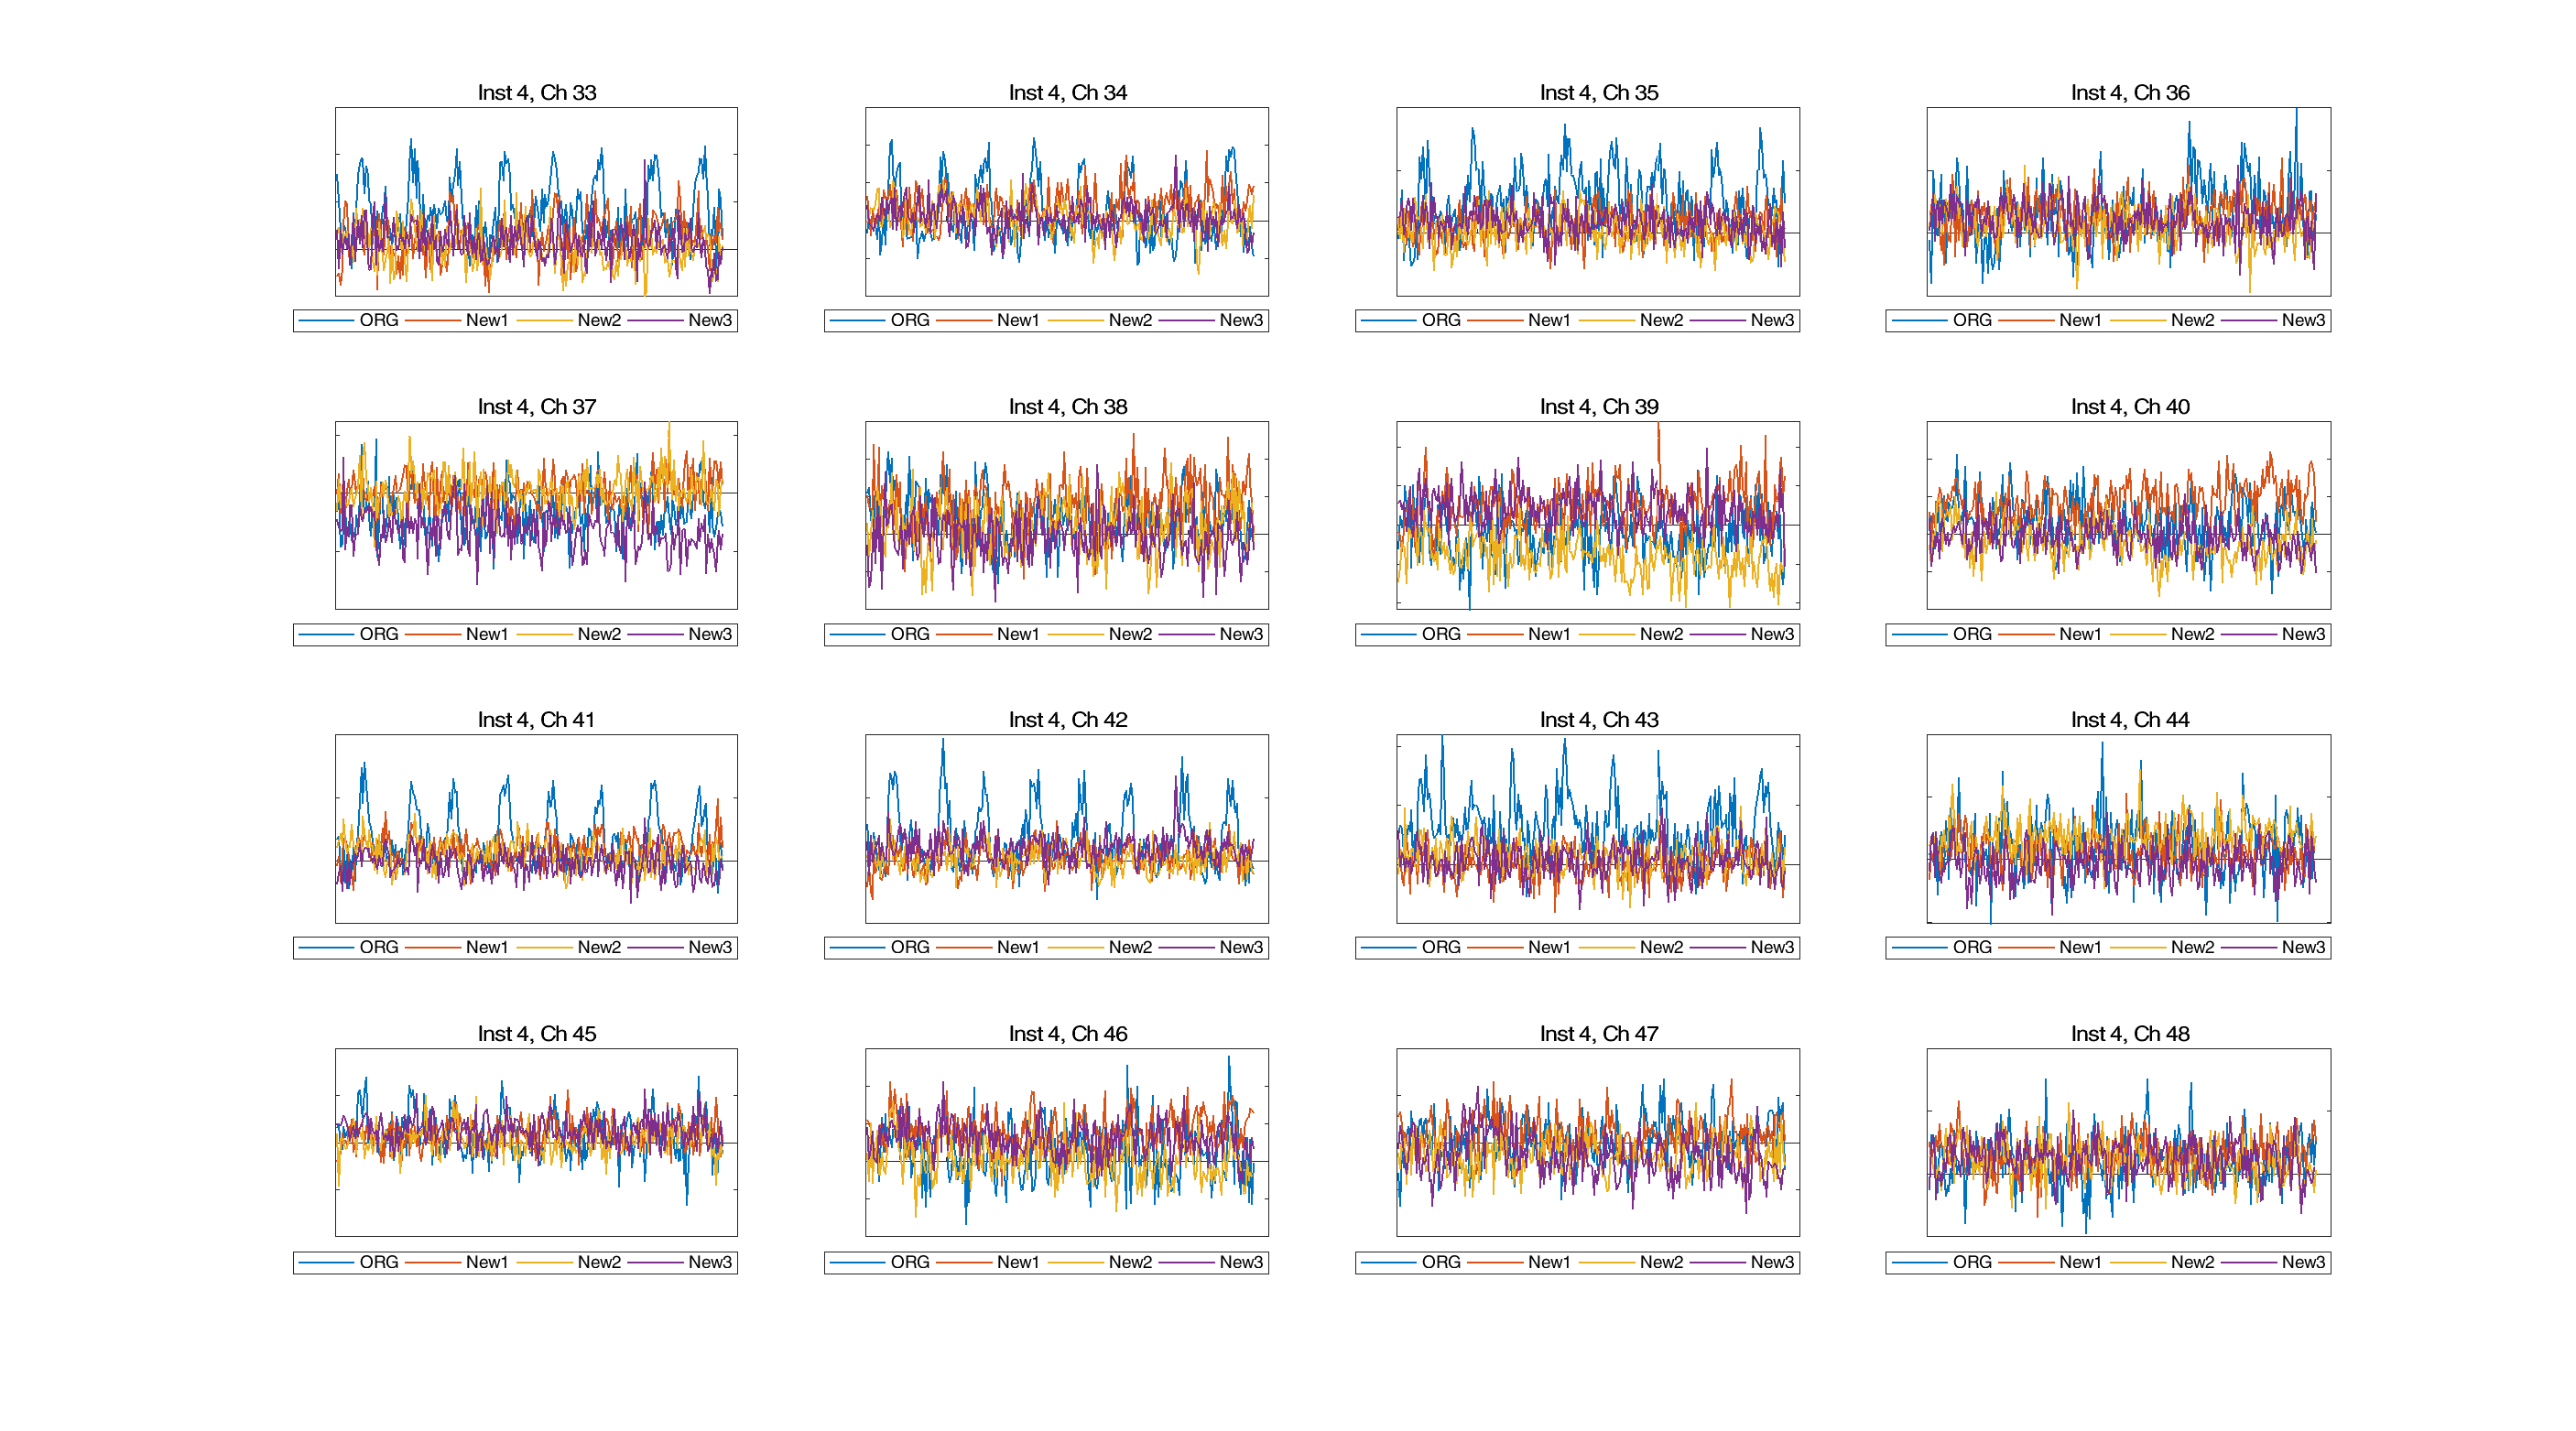 Inst 4, Ch 33
ORG New1 New2 New3
Inst 4, Ch 34
ORG New1 New2 New3
Inst 4, Ch 35
ORG New1 New2 New3
Inst 4, Ch 36
ORG New1 New2 New3
Inst 4, Ch 37
ORG New1 New2 New3
Inst 4, Ch 38
ORG New1 New2 New3
Inst 4, Ch 39
ORG New1 New2 New3
Inst 4, Ch 40
ORG New1 New2 New3
Inst 4, Ch 41
ORG New1 New2 New3
Inst 4, Ch 42
ORG New1 New2 New3
Inst 4, Ch 43
ORG New1 New2 New3
Inst 4, Ch 44
ORG New1 New2 New3
Inst 4, Ch 45
ORG New1 New2 New3
Inst 4, Ch 46
ORG New1 New2 New3
Inst 4, Ch 47
ORG New1 New2 New3
Inst 4, Ch 48
ORG New1 New2 New3